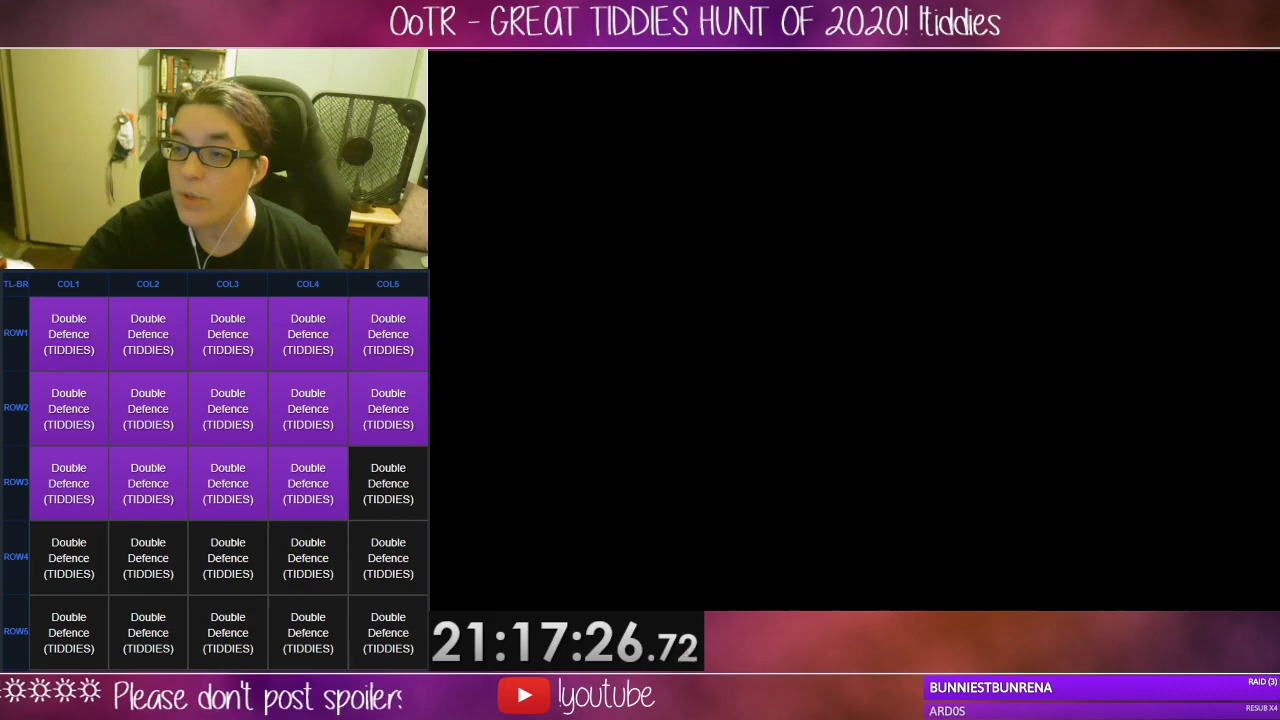 OoTR - GREAT TIDDIES HUNT OF 2020! !tiddies
TL-BR COL1 COL2 COL3 COL4 COL5
ROW1
Double Double Double Double Double
Defence Defence Defence Defence Defence
(TIDDIES) (TIDDIES) (TIDDIES) (TIDDIES) (TIDDIES)
ROW2
Double Double Double Double Double
Defence Defence Defence Defence Defence
(TIDDIES) (TIDDIES) (TIDDIES) (TIDDIES) (TIDDIES)
ROW3
Double Double Double Double Double
Defence Defence Defence Defence Defence
(TIDDIES) (TIDDIES) (TIDDIES) (TIDDIES) (TIDDIES)
ROW4
Double Double Double Double Double
Defence Defence Defence Defence Defence
(TIDDIES) (TIDDIES) (TIDDIES) (TIDDIES) (TIDDIES)
ROW5
Double Double Double Double Double
Defence Defence Defence Defence Defence
(TIDDIES) (TIDDIES) (TIDDIES) (TIDDIES) (TIDDIES)
21:17:26.72
Please don't post spoilers
!youtube
BUNNIESTBUNRENA RAID (3)
ARD0S RESUB X4